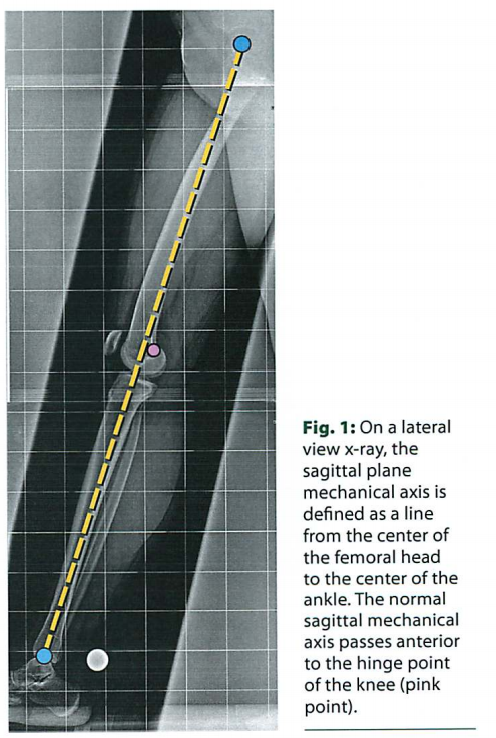 Fig. 1: On a lateral
view x-ray, the
sagittal plane
mechanical axis is
defined as a line
from the center of
the femoral head
to the center of the
ankle. The normal
sagittal mechanical
axis passes anterior
to the hinge point
of the knee (pink
point).